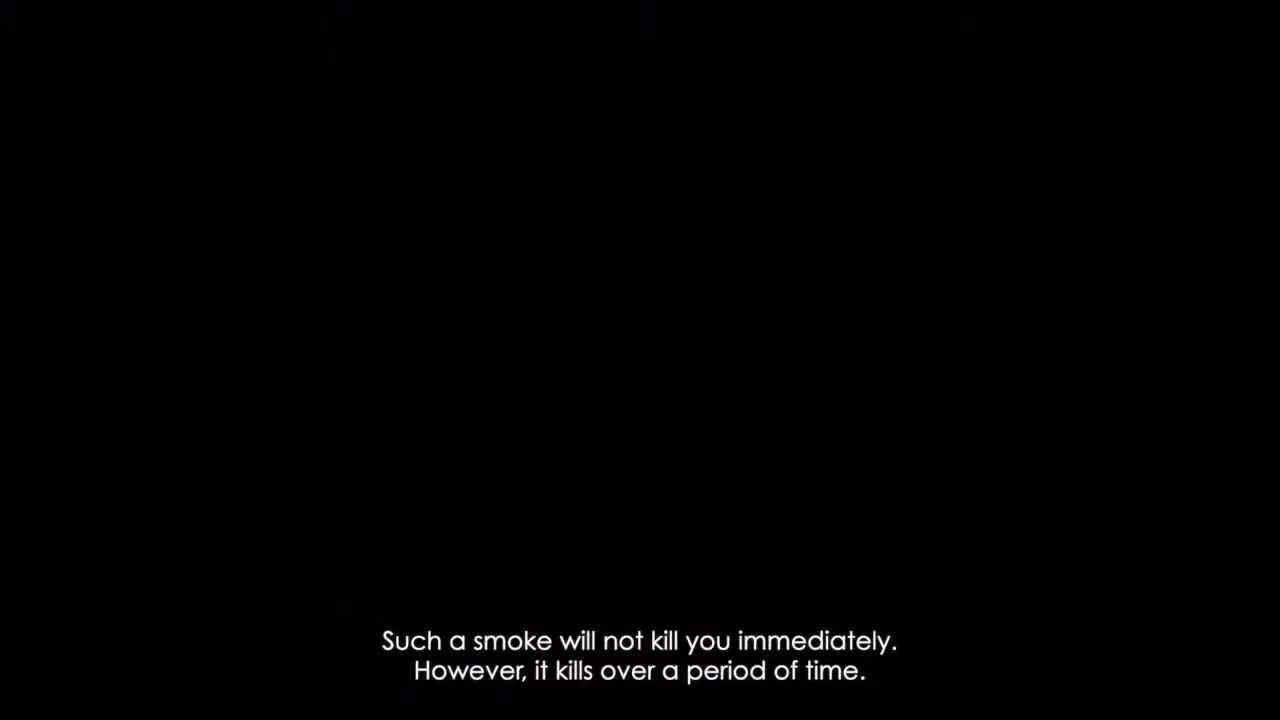 Such a smoke will not kill you immediately.
However, it kills over a period of time.